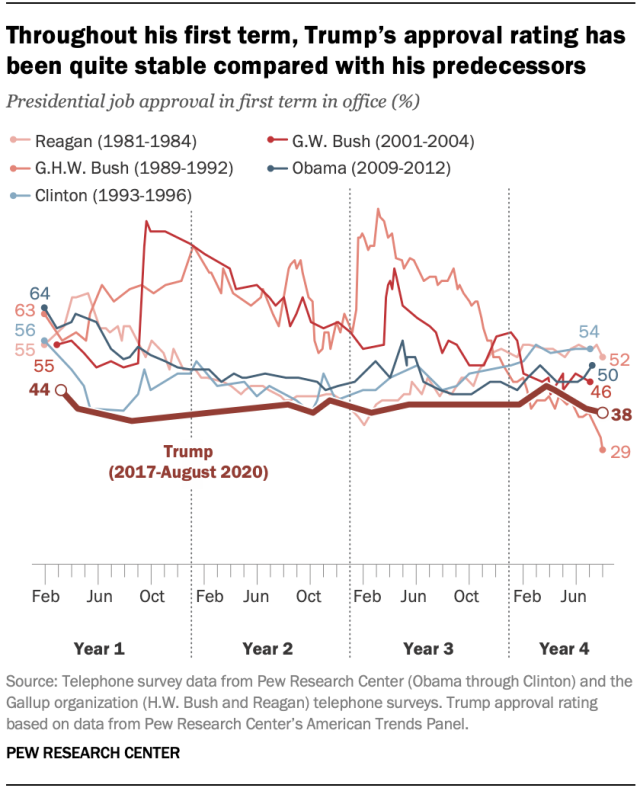 Throughout his first term, Trump’s approval rating has
been quite stable compared with his predecessors
Presidential job approval in first term in office (%)
Reagan (1981-1984)
G.W. Bush (2001-2004)
G.H.W. Bush (1989-1992)
Obama (2009-2012)
Clinton (1993-1996)
64
63
56
55
55
44
54
52
50
46
38
29
Trump
(2017-August 2020)
Feb Jun Oct Feb Jun Oct Feb Jun Oct Feb Jun
Year 1 Year 2 Year 3 Year 4
Source: Telephone survey data from Pew Research Center (Obama through Clinton) and the
Gallup organization (H.W. Bush and Reagan) telephone surveys. Trump approval rating
based on data from Pew Research Center’s American Trends Panel.
PEW RESEARCH CENTER